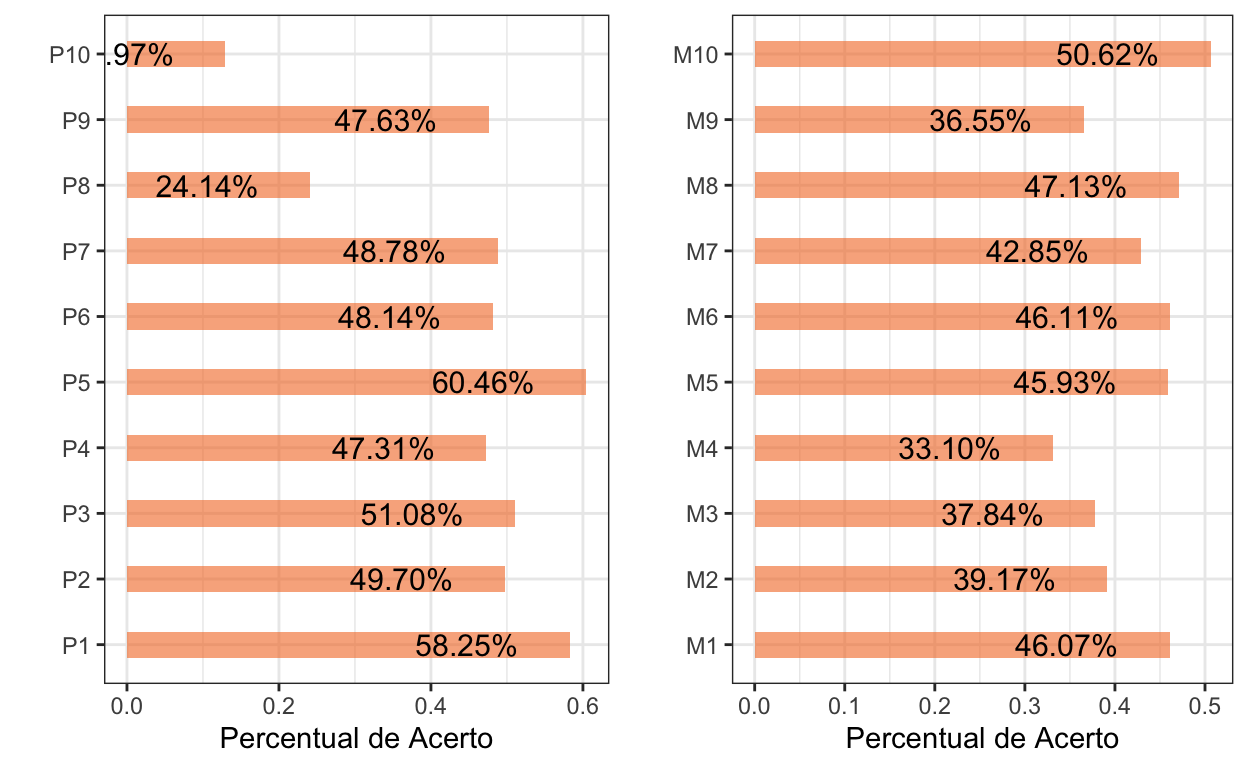 P10 .97%
P9 47.63%
P8 24.14%
P7 48.78%
P6 48.14%
P5 60.46%
P4 47.31%
P3 51.08%
P2 49.70%
P1 58.25%
0.0 0.2 0.4 0.6
Percentual de Acerto
M10 50.62%
M9 36.55%
M8 47.13%
M7 42.85%
M6 46.11%
M5 45.93%
M4 33.10%
M3 37.84%
M2 39.17%
M1 46.07%
0.0 0.1 0.2 0.3 0.4 0.5
Percentual de Acerto